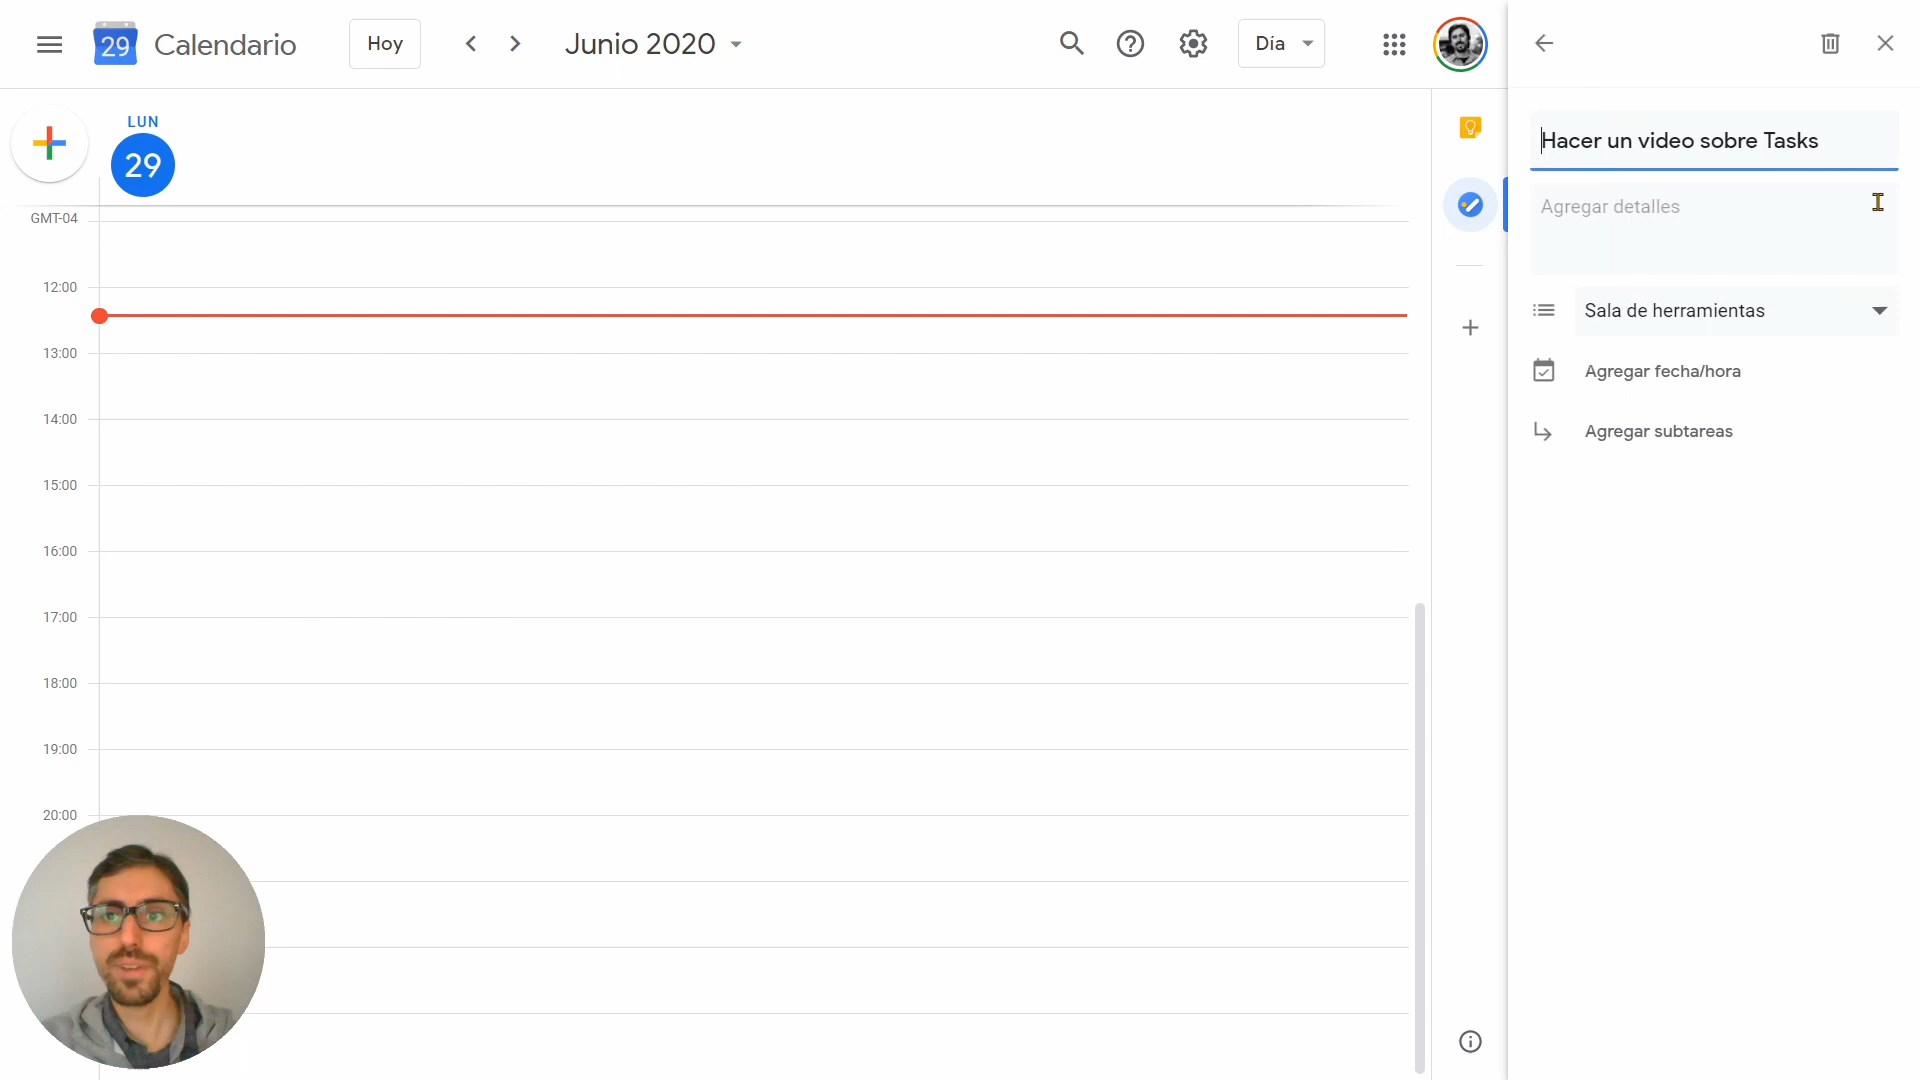 29
Calendario
Hoy
Junio 2020
Día
LUN
29
GMT-04
12:00
13:00
14:00
15:00
16:00
17:00
18:00
19:00
20:00
Hacer un video sobre Tasks
Agregar detalles
Sala de herramientas
Agregar fecha/hora
Agregar subtareas